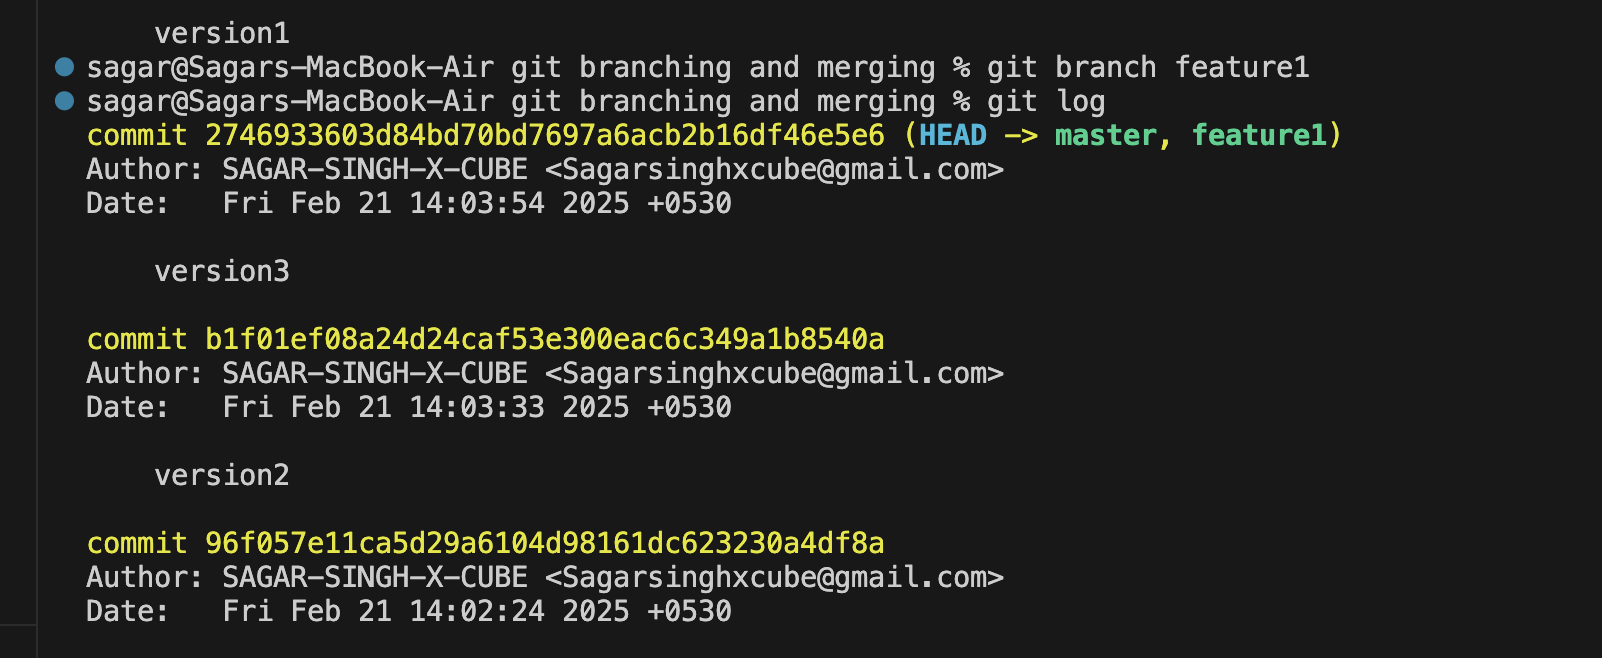 version1
sagar@Sagars-MacBook-Air git branching and merging % git branch feature1
sagar@Sagars-MacBook-Air git branching and merging % git log
commit 2746933603d84bd70bd7697a6acb2b16df46e5e6 (HEAD -> master, feature1)
Author: SAGAR-SINGH-X-CUBE <Sagarsinghxcube@gmail.com>
Date:   Fri Feb 21 14:03:54 2025 +0530
version3
commit b1f01ef08a24d24caf53e300eac6c349a1b8540a
Author: SAGAR-SINGH-X-CUBE <Sagarsinghxcube@gmail.com>
Date:   Fri Feb 21 14:03:33 2025 +0530
version2
commit 96f057e11ca5d29a6104d98161dc623230a4df8a
Author: SAGAR-SINGH-X-CUBE <Sagarsinghxcube@gmail.com>
Date:   Fri Feb 21 14:02:24 2025 +0530